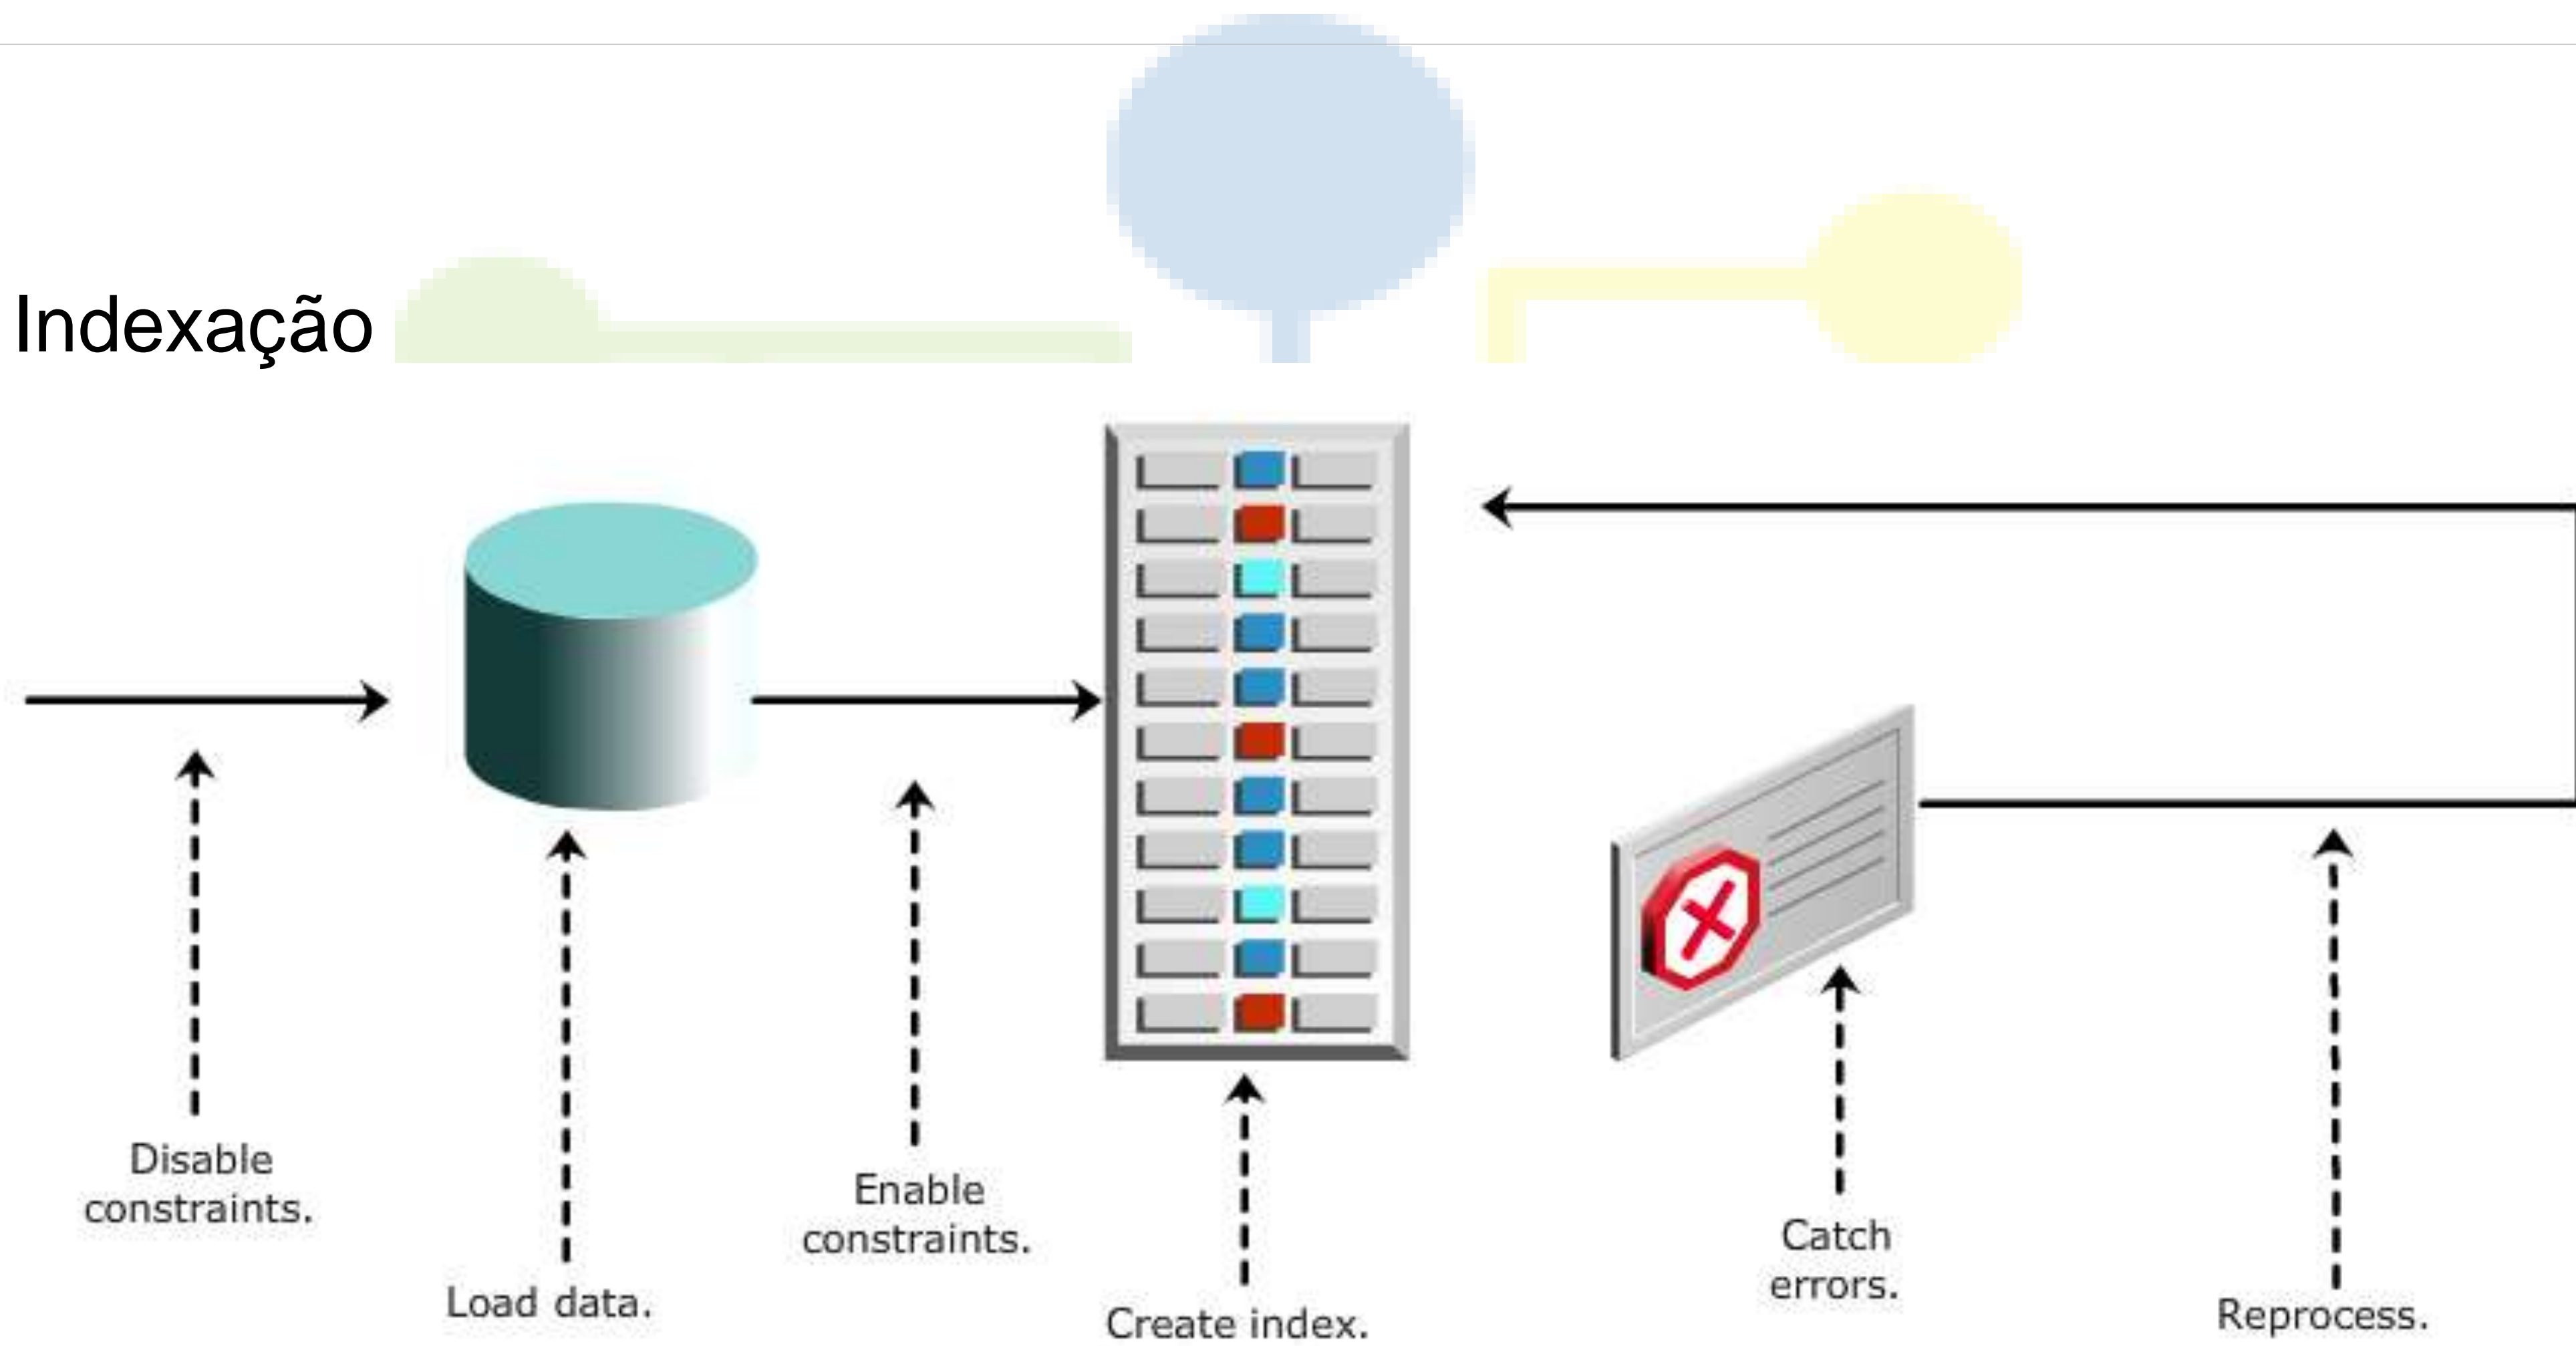 Indexação
Disable
constraints.
Load data.
Enable
constraints.
Create index.
Catch
errors.
Reprocess.